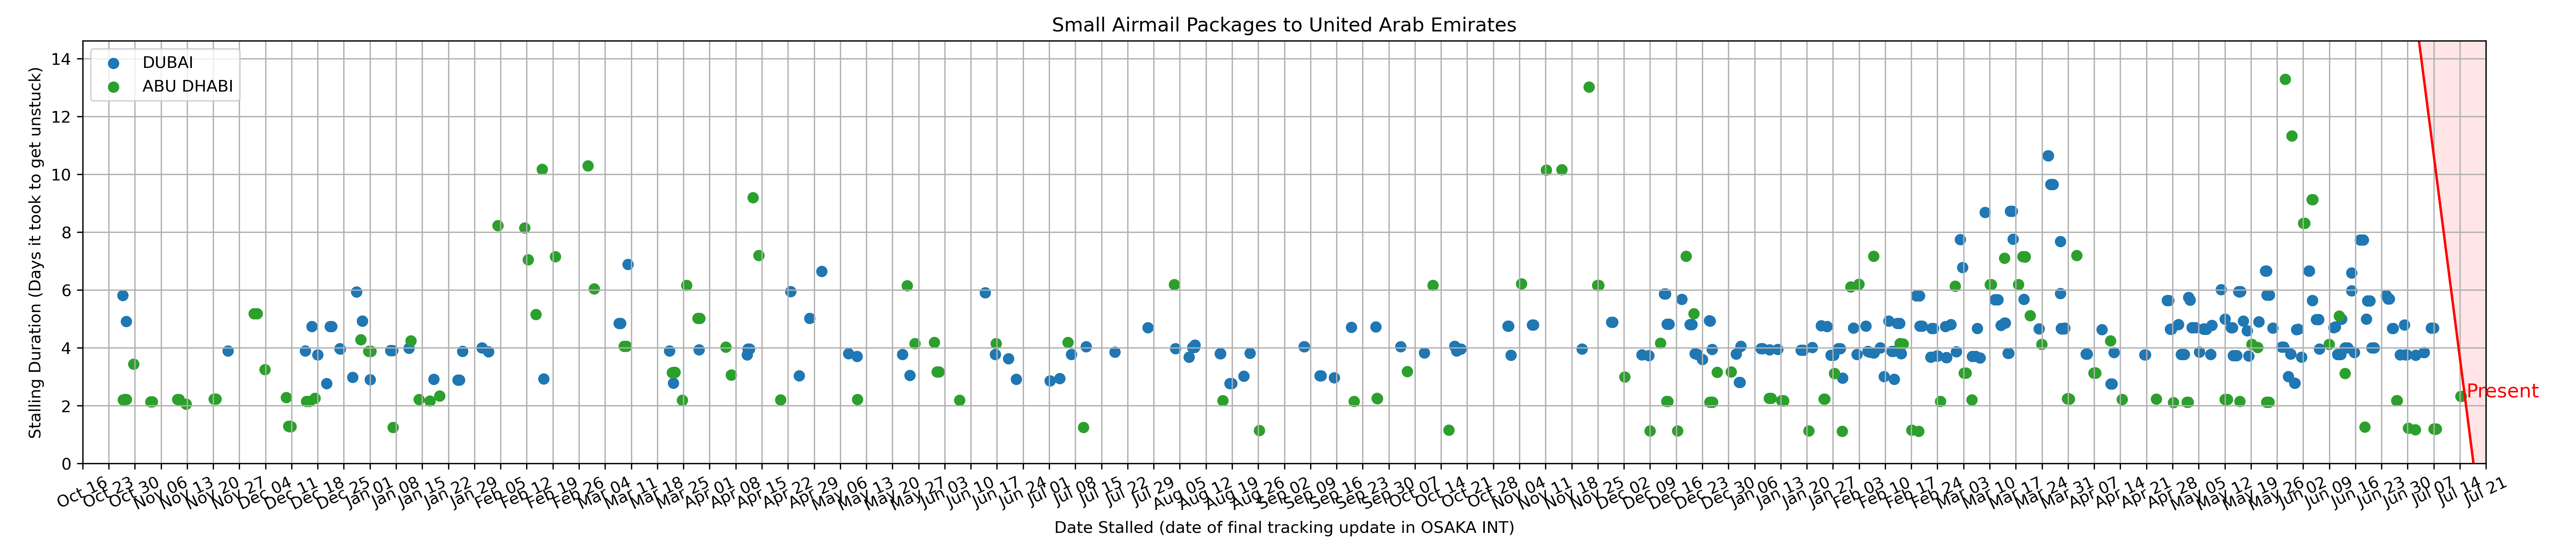 Small Airmail Packages to United Arab Emirates
DUBAI
ABU DHABI
Stalling Duration (Days it took to get unstuck)
14
12
10
8
6
4
2
0
Present
Oct 16 Oct 23 Oct 30 Nov 06 Nov 13 Nov 20 Nov 27 Dec 04 Dec 11 Dec 18 Dec 25 Jan 01 Jan 08 Jan 15 Jan 22 Jan 29 Feb 05 Feb 12 Feb 19 Feb 26 Mar 04 Mar 11 Mar 18 Mar 25 Apr 01 Apr 08 Apr 15 Apr 22 Apr 29 May 06 May 13 May 20 May 27 Jun 03 Jun 10 Jun 17 Jun 24 Jul 01 Jul 08 Jul 15 Jul 22 Jul 29 Aug 05 Aug 12 Aug 19 Aug 26 Sep 02 Sep 09 Sep 16 Sep 23 Sep 30 Oct 07 Oct 14 Oct 21 Oct 28 Nov 04 Nov 11 Nov 18 Nov 25 Dec 02 Dec 09 Dec 16 Dec 23 Dec 30 Jan 06 Jan 13 Jan 20 Jan 27 Feb 03 Feb 10 Feb 17 Feb 24 Mar 03 Mar 10 Mar 17 Mar 24 Mar 31 Apr 07 Apr 14 Apr 21 Apr 28 May 05 May 12 May 19 May 26 Jun 02 Jun 09 Jun 16 Jun 23 Jun 30 Jul 07 Jul 14 Jul 21
Date Stalled (date of final tracking update in OSAKA INT)